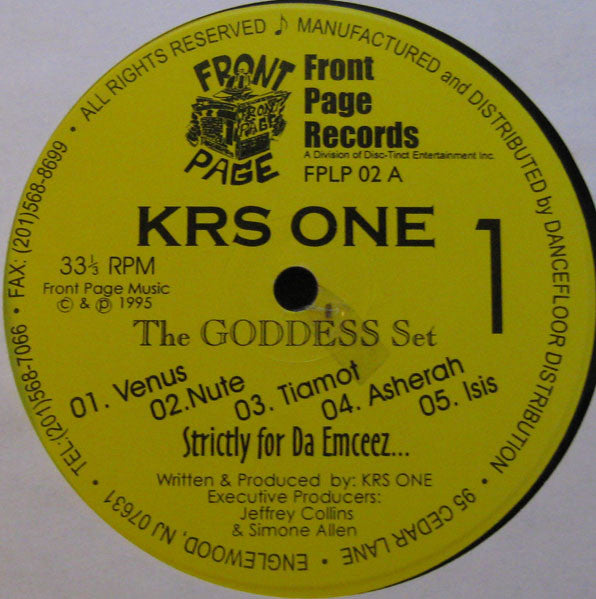 ALL RIGHTS RESERVED ♪ MANUFACTURED and DISTRIBUTED by DANCEFLOOR DISTRIBUTION • 95 CEDAR LANE • ENGLEWOOD, NJ 07631 • TEL:(201)568-7066 • FAX: (201)568-8699 •
FRONT
FRONT
PAGE
PAGE
Front
Page
Records
A Division of Disc-Tinct Entertainment Inc.
FPLP 02 A
KRS ONE
33⅓ RPM
Front Page Music
© & ℗ 1995
1
The GODDESS Set
01. Venus
02.Nute
03. Tiamot
04. Asherah
05. Isis
Strictly for Da Emceez...
Written & Produced by: KRS ONE
Executive Producers:
Jeffrey Collins
& Simone Allen